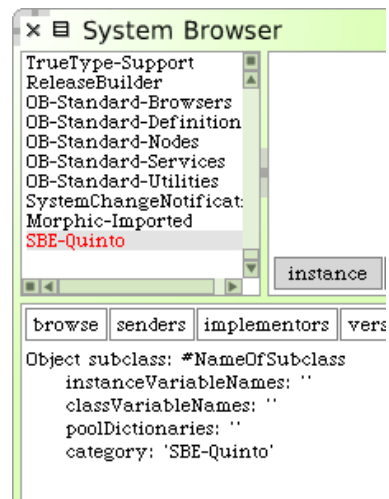 System Browser
TrueType-Support
ReleaseBuilder
OB-Standard-Browsers
OB-Standard-Definition
OB-Standard-Nodes
OB-Standard-Services
OB-Standard-Utilities
SystemChangeNotificat
Morphic-Imported
SBE-Quinto
instance
browse senders implementors vers
Object subclass: #NameOfSubclass
instanceVariableNames: ''
classVariableNames: ''
poolDictionaries: ''
category: 'SBE-Quinto'